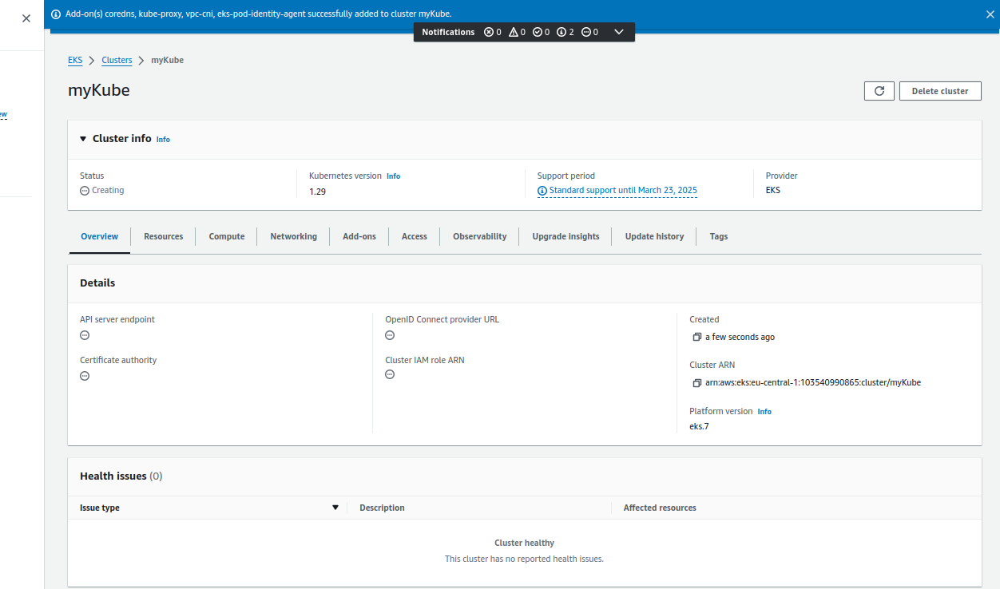 Add-on(s) coredns, kube-proxy, vpc-cni, eks-pod-identity-agent successfully added to cluster myKube.
Notifications 0 0 0 2 0
EKS Clusters myKube
myKube
Delete cluster
ew
Cluster info Info
Status
Creating
Kubernetes version Info
1.29
Support period
Standard support until March 23, 2025
Provider
EKS
Overview Resources Compute Networking Add-ons Access Observability Upgrade insights Update history Tags
Details
API server endpoint
Certificate authority
OpenID Connect provider URL
Cluster IAM role ARN
Created
a few seconds ago
Cluster ARN
arn:aws:eks:eu-central-1:103540990865:cluster/myKube
Platform version Info
eks.7
Health issues (0)
Issue type Description Affected resources
Cluster healthy
This cluster has no reported health issues.